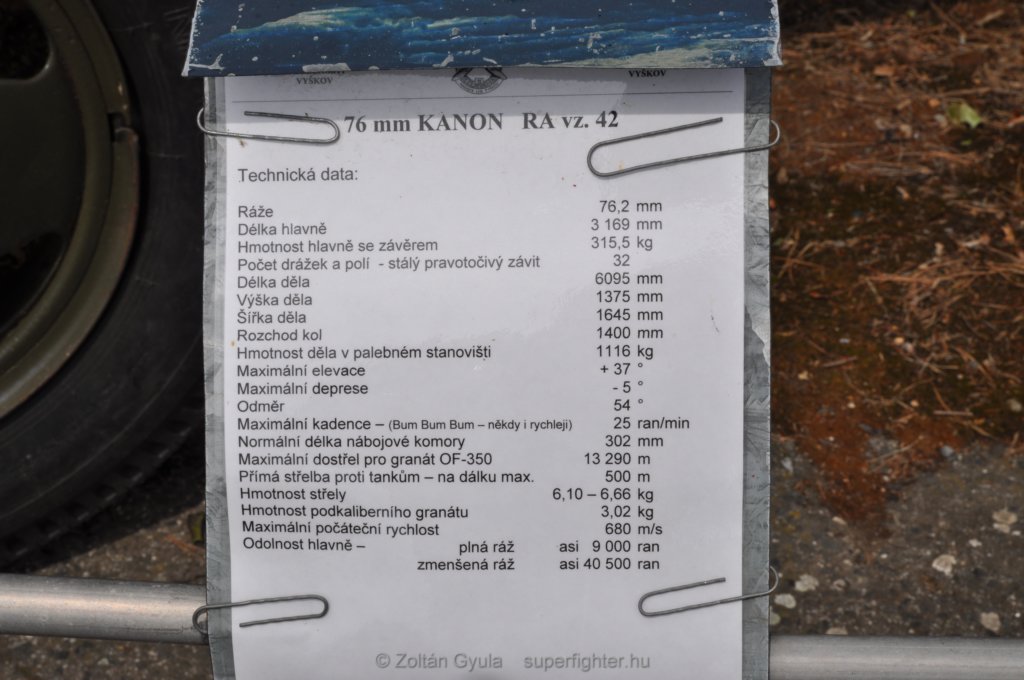 VYŠKOV VYŠKOV
76 mm KANON RA vz. 42
Technická data:
Ráže 76,2 mm
Délka hlavně 3 169 mm
Hmotnost hlavně se závěrem 315,5 kg
Počet drážek a polí - stálý pravotočivý závit 32
Délka děla 6095 mm
Výška děla 1375 mm
Šířka děla 1645 mm
Rozchod kol 1400 mm
Hmotnost děla v palebném stanovišti 1116 kg
Maximální elevace + 37 °
Maximální deprese - 5 °
Odměr 54 °
Maximální kadence – (Bum Bum Bum – někdy i rychleji) 25 ran/min
Normální délka nábojové komory 302 mm
Maximální dostřel pro granát OF-350 13 290 m
Přímá střelba proti tankům – na dálku max. 500 m
Hmotnost střely 6,10 – 6,66 kg
Hmotnost podkaliberního granátu 3,02 kg
Maximální počáteční rychlost 680 m/s
Odolnost hlavně – plná ráž asi 9 000 ran
zmenšená ráž asi 40 500 ran
© Zoltán Gyula superfighter.hu